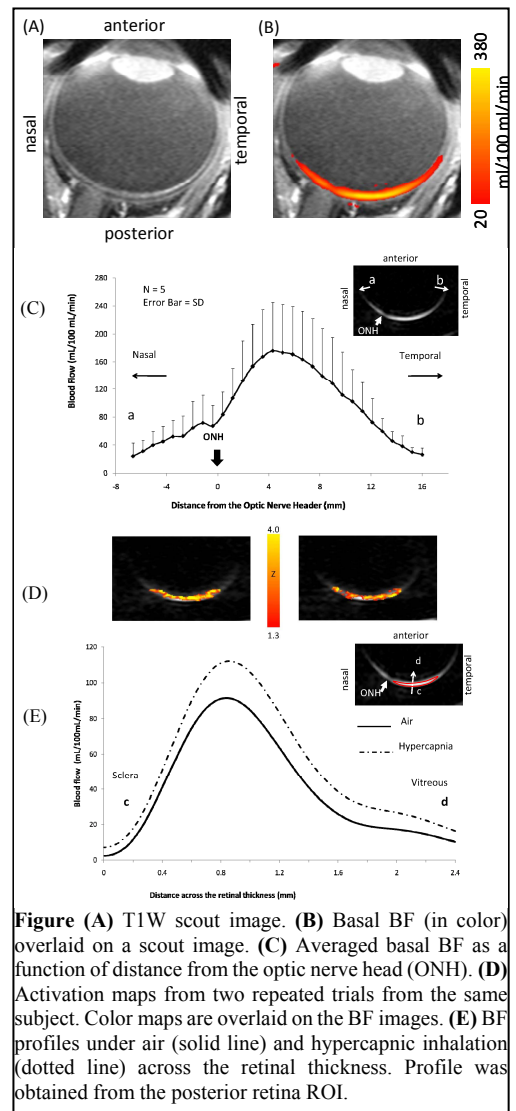 (A)
anterior
(B)
nasal
temporal
posterior
380
20
ml/100 ml/min
(C)
280
240
200
160
120
80
40
0
Blood flow (mL/100 mL/min)
N = 5
Error Bar = SD
Nasal
Temporal
a
b
ONH
-8
-4
0
4
8
12
16
Distance from the Optic Nerve Header (mm)
anterior
nasal
temporal
a
b
ONH
(D)
4.0
Z
1.3
(E)
120
100
80
60
40
20
0
Blood flow (mL/100mL/min)
Sclera
c
Vitreous
d
0
0.4
0.8
1.2
1.6
2
2.4
Distance across the retinal thickness (mm)
anterior
nasal
temporal
d
c
ONH
Air
Hypercapnia
Figure (A) T1W scout image. (B) Basal BF (in color)
overlaid on a scout image. (C) Averaged basal BF as a
function of distance from the optic nerve head (ONH). (D)
Activation maps from two repeated trials from the same
subject. Color maps are overlaid on the BF images. (E) BF
profiles under air (solid line) and hypercapnic inhalation
(dotted line) across the retinal thickness. Profile was
obtained from the posterior retina ROI.